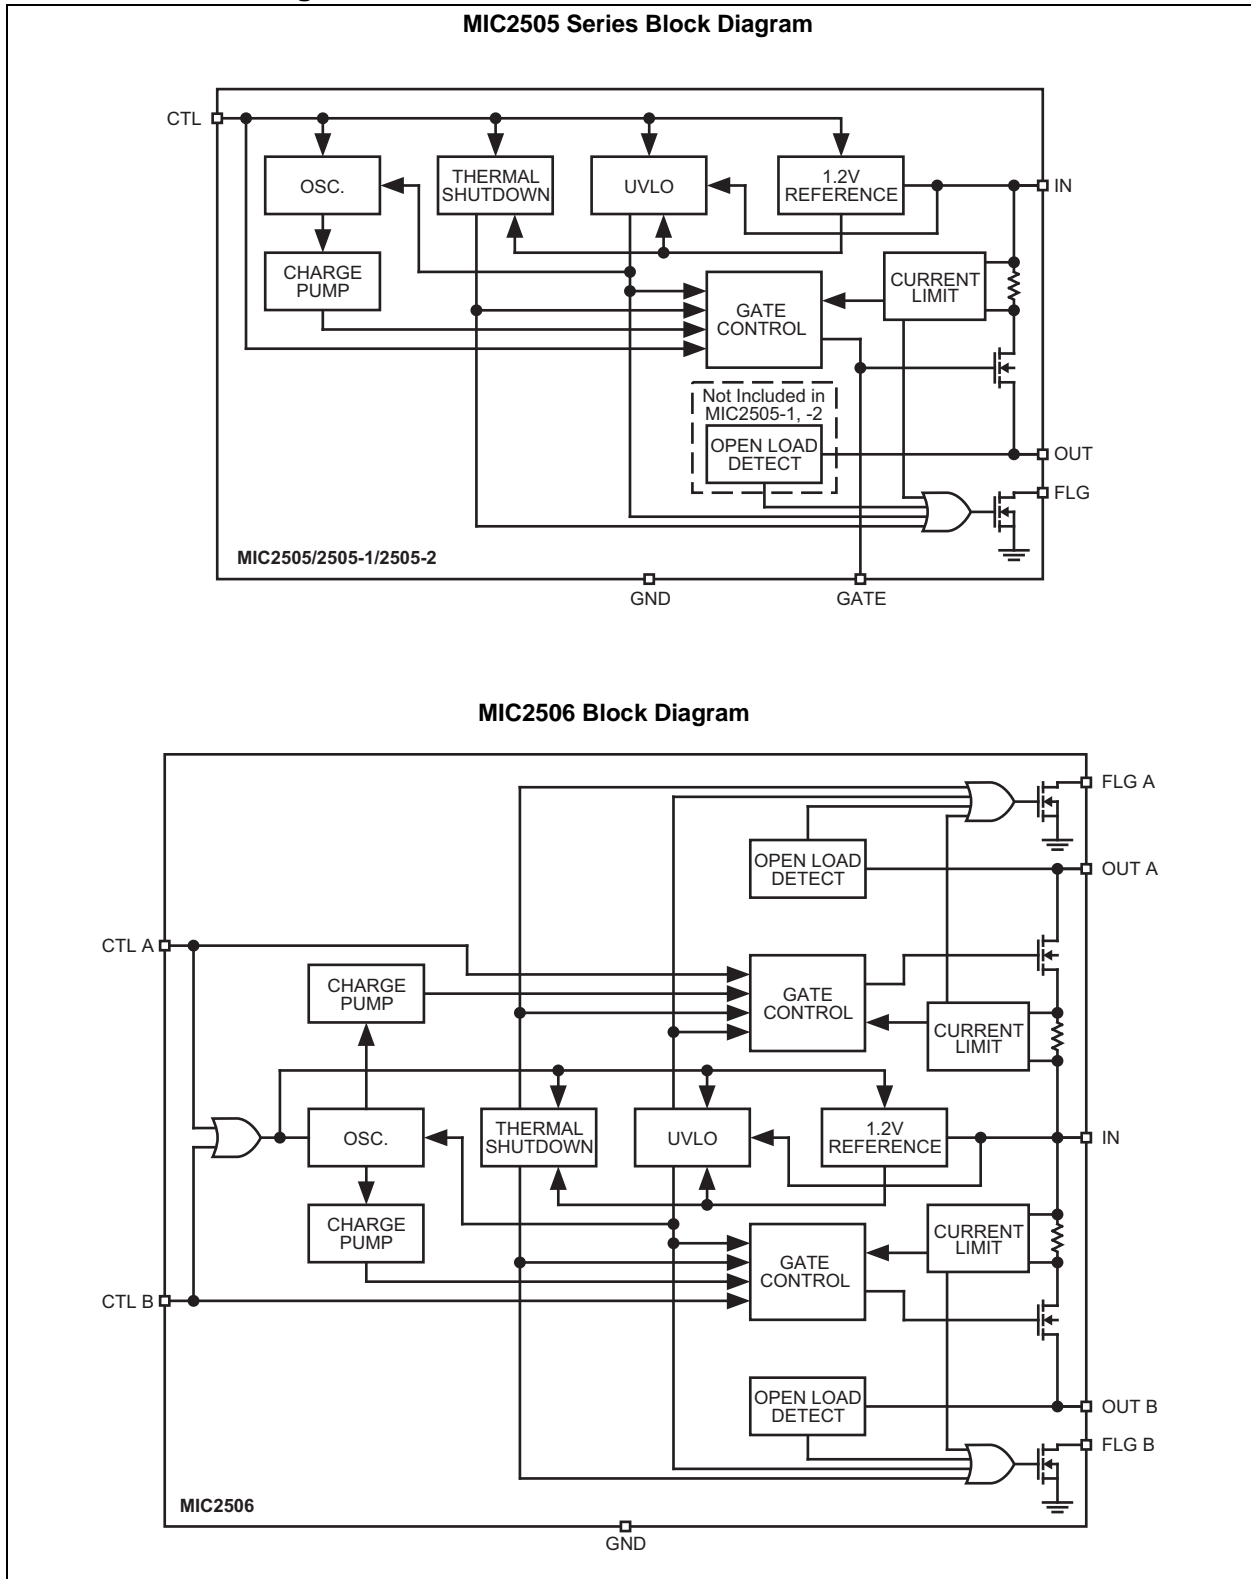 MIC2505 Series Block Diagram
CTL
OSC.
THERMAL
SHUTDOWN
UVLO
1.2V
REFERENCE
IN
CHARGE
PUMP
GATE
CONTROL
CURRENT
LIMIT
Not Included in
MIC2505-1, -2
OPEN LOAD
DETECT
OUT
FLG
MIC2505/2505-1/2505-2
GND
GATE
MIC2506 Block Diagram
FLG A
OPEN LOAD
DETECT
OUT A
CTL A
CHARGE
PUMP
GATE
CONTROL
CURRENT
LIMIT
OSC.
THERMAL
SHUTDOWN
UVLO
1.2V
REFERENCE
IN
CHARGE
PUMP
GATE
CONTROL
CURRENT
LIMIT
CTL B
OPEN LOAD
DETECT
OUT B
FLG B
MIC2506
GND